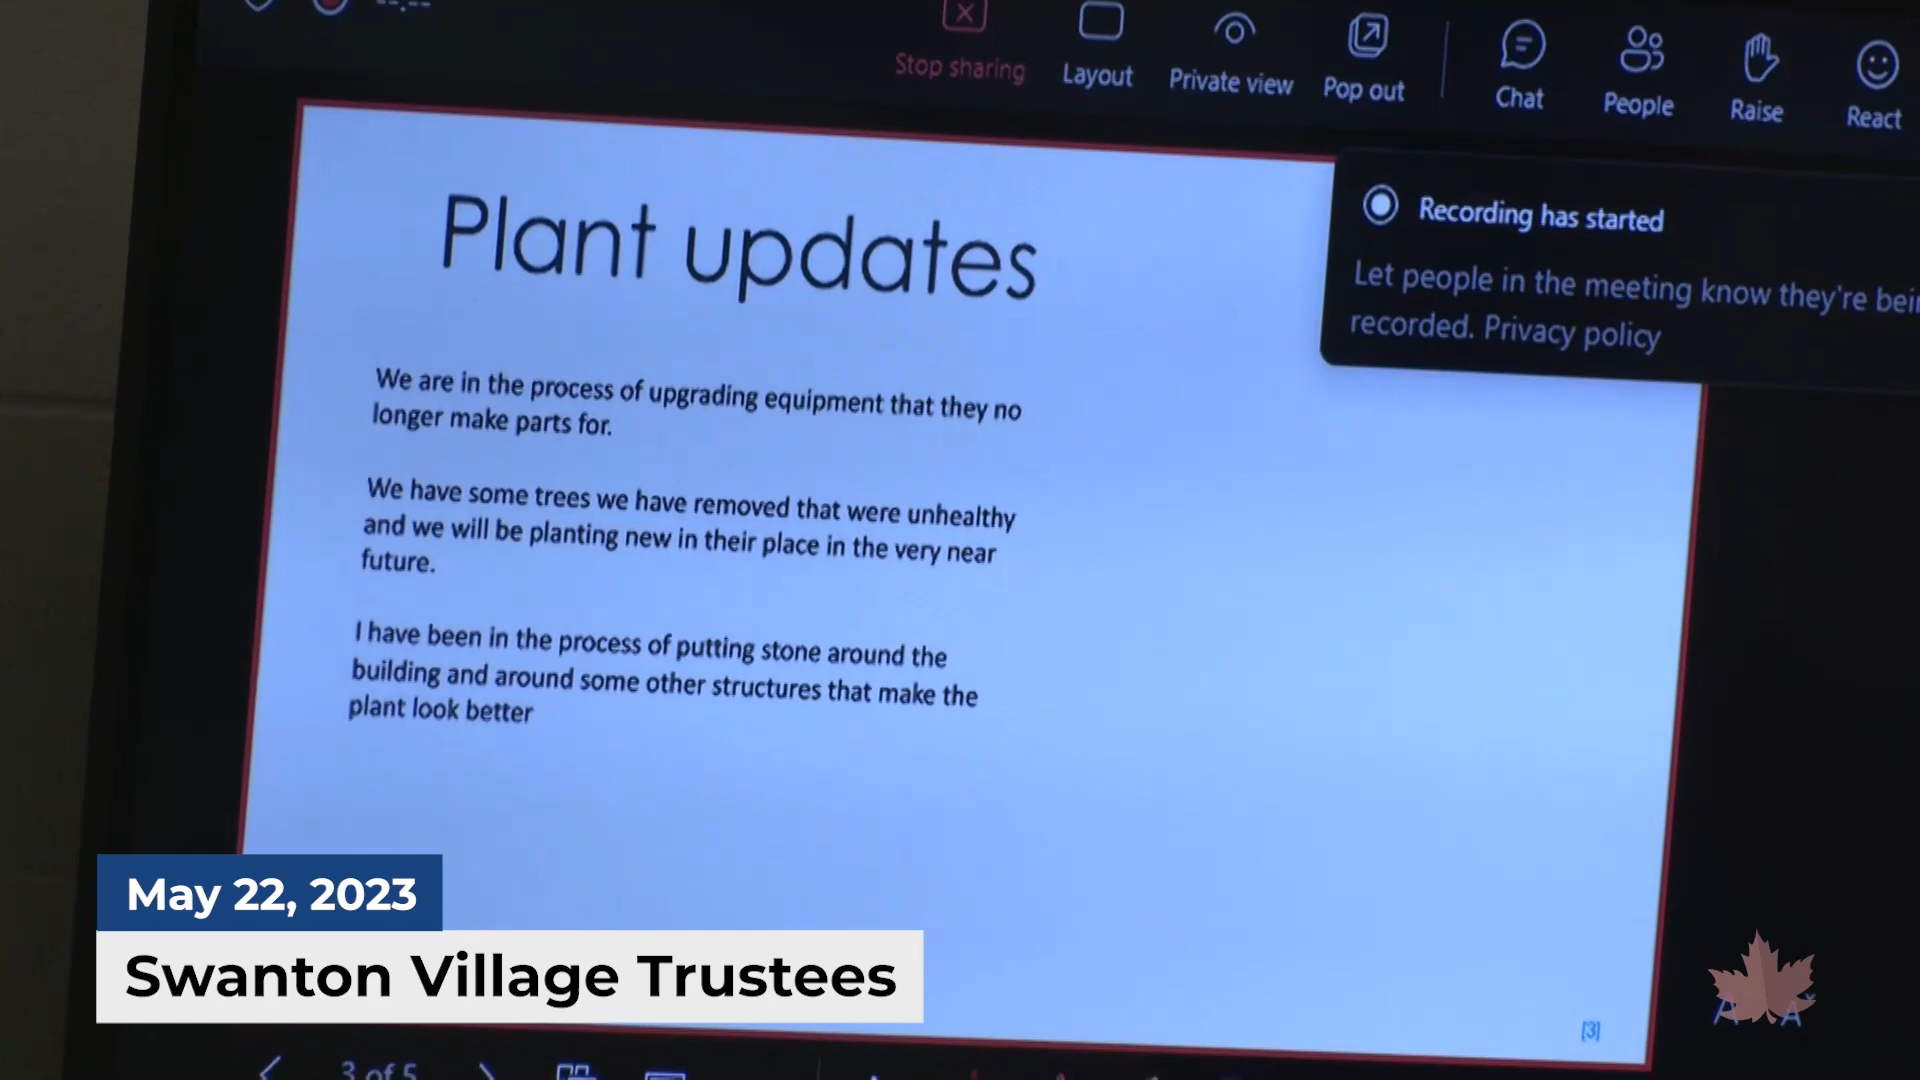 --:--
Stop sharing
Layout
Private view
Pop out
Chat
People
Raise
React
Recording has started
Let people in the meeting know they're bei
recorded. Privacy policy
Plant updates
We are in the process of upgrading equipment that they no
longer make parts for.
We have some trees we have removed that were unhealthy
and we will be planting new in their place in the very near
future.
I have been in the process of putting stone around the
building and around some other structures that make the
plant look better
May 22, 2023
Swanton Village Trustees
[3]
3 of 5